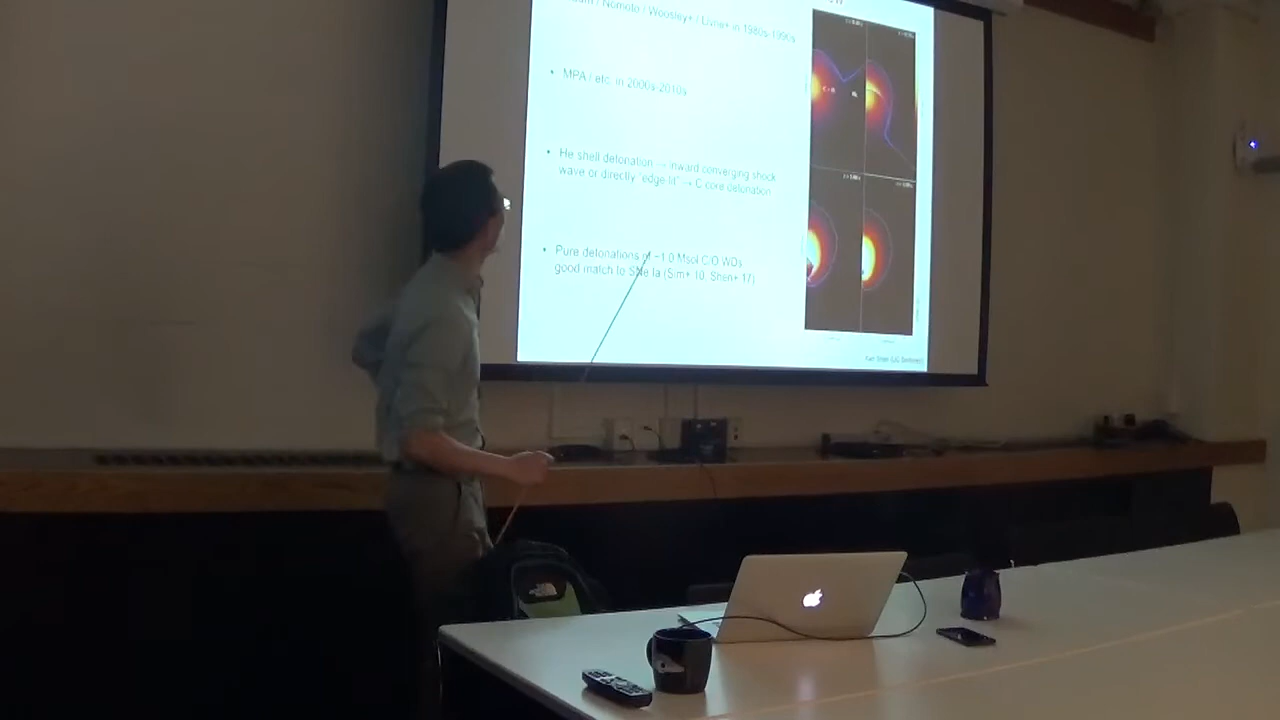 / Nomoto / Woosley+ / Livne+ in 1980s-1990s
• MPA / etc. in 2000s-2010s
• He shell detonation → inward converging shock
wave or directly "edge lit" → C core detonation
• Pure detonations of ~1.0 Msol C/O WDs
good match to SNe Ia (Sim+ 10, Shen+ 17)